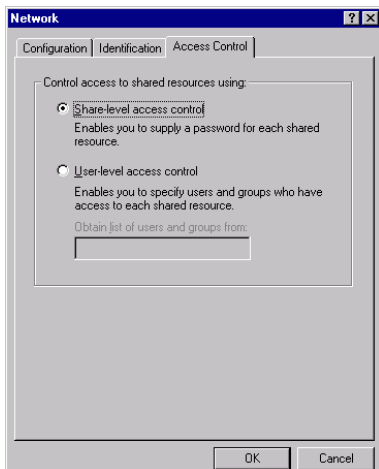 Network
Configuration Identification Access Control
Control access to shared resources using:
Share-level access control
Enables you to supply a password for each shared
resource.
User-level access control
Enables you to specify users and groups who have
access to each shared resource.
Obtain list of users and groups from:
OK Cancel